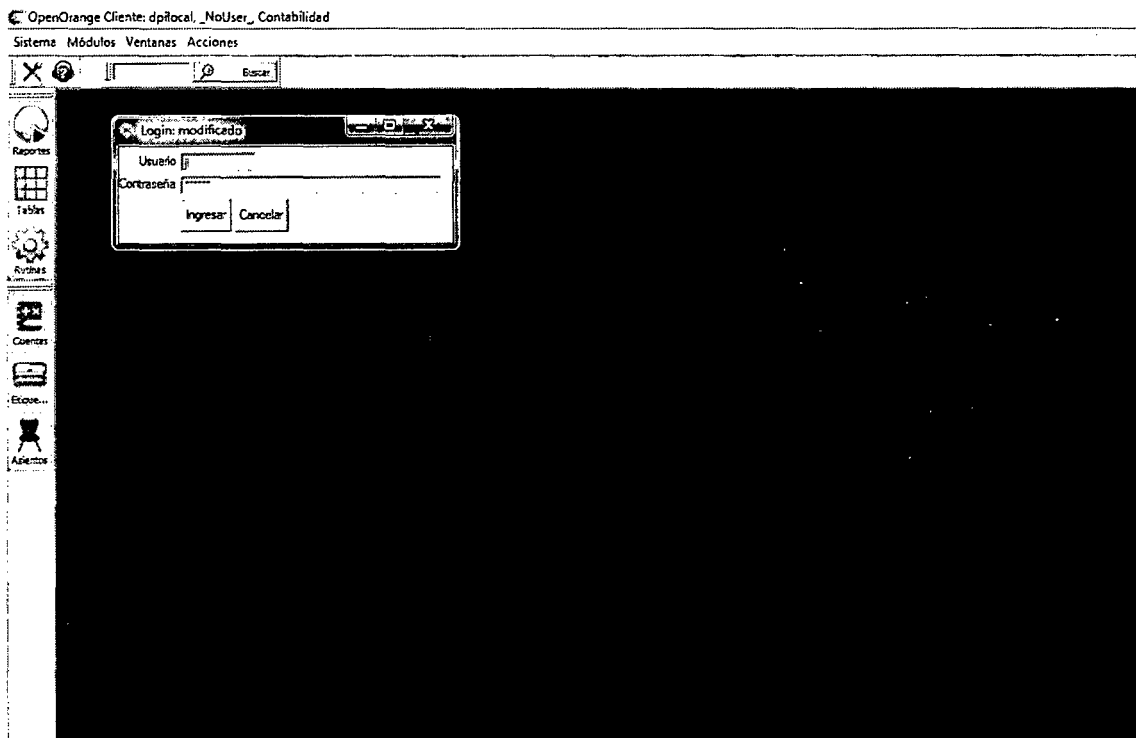 OpenOrange Cliente: dpilocal, _NoUser_, Contabilidad
Sistema Módulos Ventanas Acciones
Buscar
Login: modificado
Usuario
Contraseña
Ingresar Cancelar
Reportes
Tablas
Rutinas
Cuentas
Etique...
Asientos